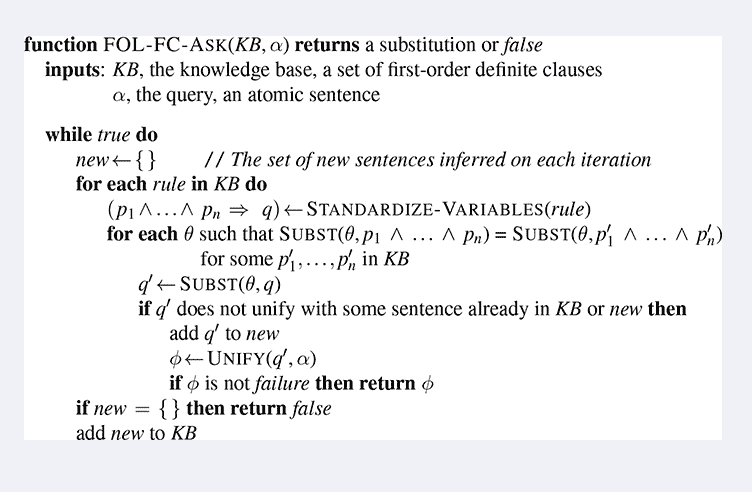 function FOL-FC-ASK(KB, α) returns a substitution or false
inputs: KB, the knowledge base, a set of first-order definite clauses
α, the query, an atomic sentence
while true do
new ← { } // The set of new sentences inferred on each iteration
for each rule in KB do
(p₁ ∧ … ∧ pₙ ⇒ q) ← STANDARDIZE-VARIABLES(rule)
for each θ such that SUBST(θ, p₁ ∧ … ∧ pₙ) = SUBST(θ, p′₁ ∧ … ∧ p′ₙ)
for some p′₁, …, p′ₙ in KB
q′ ← SUBST(θ, q)
if q′ does not unify with some sentence already in KB or new then
add q′ to new
ϕ ← UNIFY(q′, α)
if ϕ is not failure then return ϕ
if new = { } then return false
add new to KB